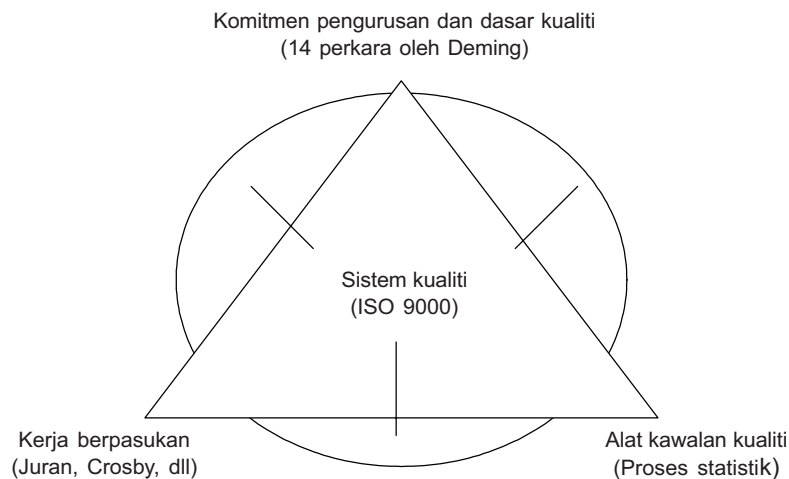 Komitmen pengurusan dan dasar kualiti
(14 perkara oleh Deming)
Sistem kualiti
(ISO 9000)
Kerja berpasukan
(Juran, Crosby, dll)
Alat kawalan kualiti
(Proses statistik)